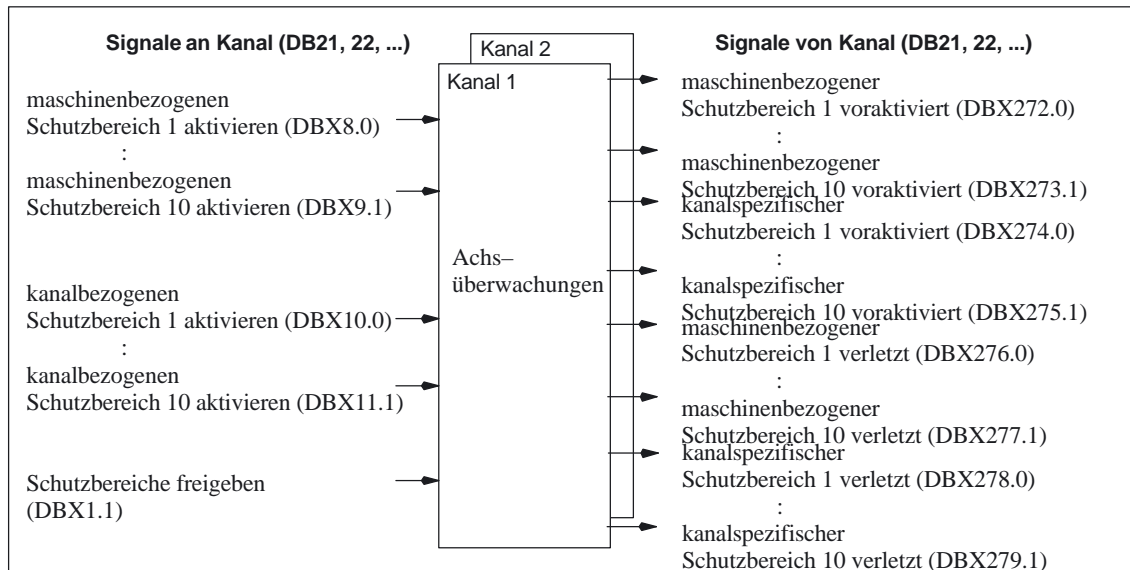 Signale an Kanal (DB21, 22, ...)
maschinenbezogenen
Schutzbereich 1 aktivieren (DBX8.0)
:
maschinenbezogenen
Schutzbereich 10 aktivieren (DBX9.1)
kanalbezogenen
Schutzbereich 1 aktivieren (DBX10.0)
:
kanalbezogenen
Schutzbereich 10 aktivieren (DBX11.1)
Schutzbereiche freigeben
(DBX1.1)
Kanal 2
Kanal 1
Achs–
überwachungen
Signale von Kanal (DB21, 22, ...)
maschinenbezogener
Schutzbereich 1 voraktiviert (DBX272.0)
:
maschinenbezogener
Schutzbereich 10 voraktiviert (DBX273.1)
kanalspezifischer
Schutzbereich 1 voraktiviert (DBX274.0)
:
kanalspezifischer
Schutzbereich 10 voraktiviert (DBX275.1)
maschinenbezogener
Schutzbereich 1 verletzt (DBX276.0)
:
maschinenbezogener
Schutzbereich 10 verletzt (DBX277.1)
kanalspezifischer
Schutzbereich 1 verletzt (DBX278.0)
:
kanalspezifischer
Schutzbereich 10 verletzt (DBX279.1)